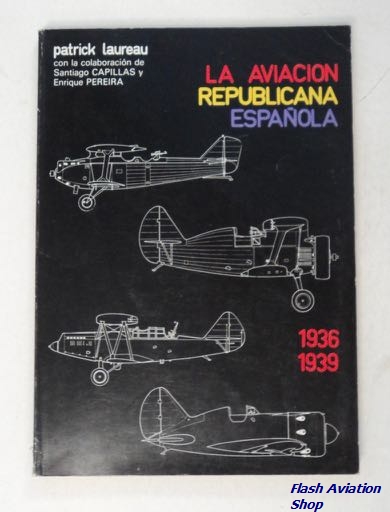 patrick laureau
con la colaboración de
Santiago CAPILLAS y
Enrique PEREIRA
LA AVIACION
REPUBLICANA
ESPAÑOLA
1936
1939
Flash Aviation
Shop